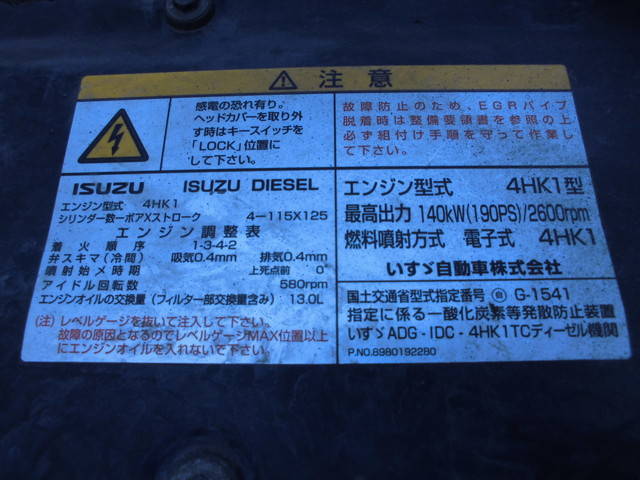 ⚠ 注意
感電の恐れ有り。
ヘッドカバーを取り外
す時はキースイッチを
「LOCK」位置に
して下さい。
故障防止のため、EGRパイプ
脱着時は整備要領書を参照の上
必ず組付け手順を守って作業し
て下さい。
ISUZU ISUZU DIESEL
エンジン型式 4HK1
シリンダー数ーボアXストローク 4-115X125
エンジン調整表
着火順序 1-3-4-2
弁スキマ(冷間) 吸気0.4mm 排気0.4mm
噴射始メ時期 上死点前 0°
アイドル回転数 580rpm
エンジンオイルの交換量(フィルター部交換量含み) 13.0L
(注)レベルゲージを抜いて注入して下さい。
故障の原因となるのでレベルゲージMAX位置以上
にエンジンオイルを入れないで下さい。
エンジン型式 4HK1型
最高出力 140kW(190PS)/2600rpm
燃料噴射方式 電子式 4HK1
いすゞ自動車株式会社
国土交通省型式指定番号 自 G-1541
指定に係る一酸化炭素等発散防止装置
いすゞADG-IDC-4HK1TCディーゼル機関
P.NO.8980192280